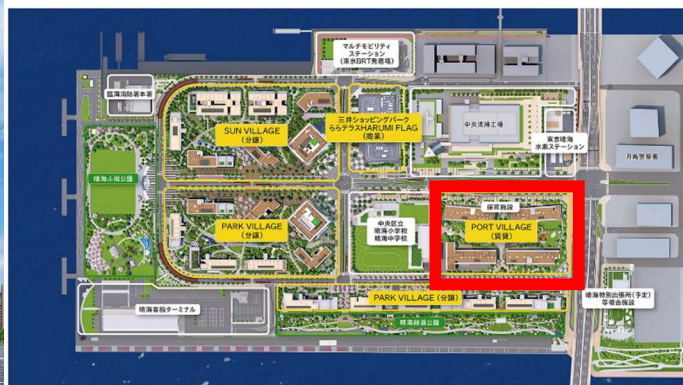 マルチモビリティ
ステーション
(東京BRT発着場)
臨港消防署本署
SUN VILLAGE
(分譲)
三井ショッピングパーク
ららテラスHARUMI FLAG
(商業)
中央清掃工場
東京晴海
水素ステーション
月島警察署
晴海ふ頭公園
PARK VILLAGE
(分譲)
中央区立
晴海小学校
晴海中学校
保育施設
PORT VILLAGE
(賃貸)
PARK VILLAGE (分譲)
晴海客船ターミナル
晴海緑道公園
晴海特別出張所(予定)
等複合施設